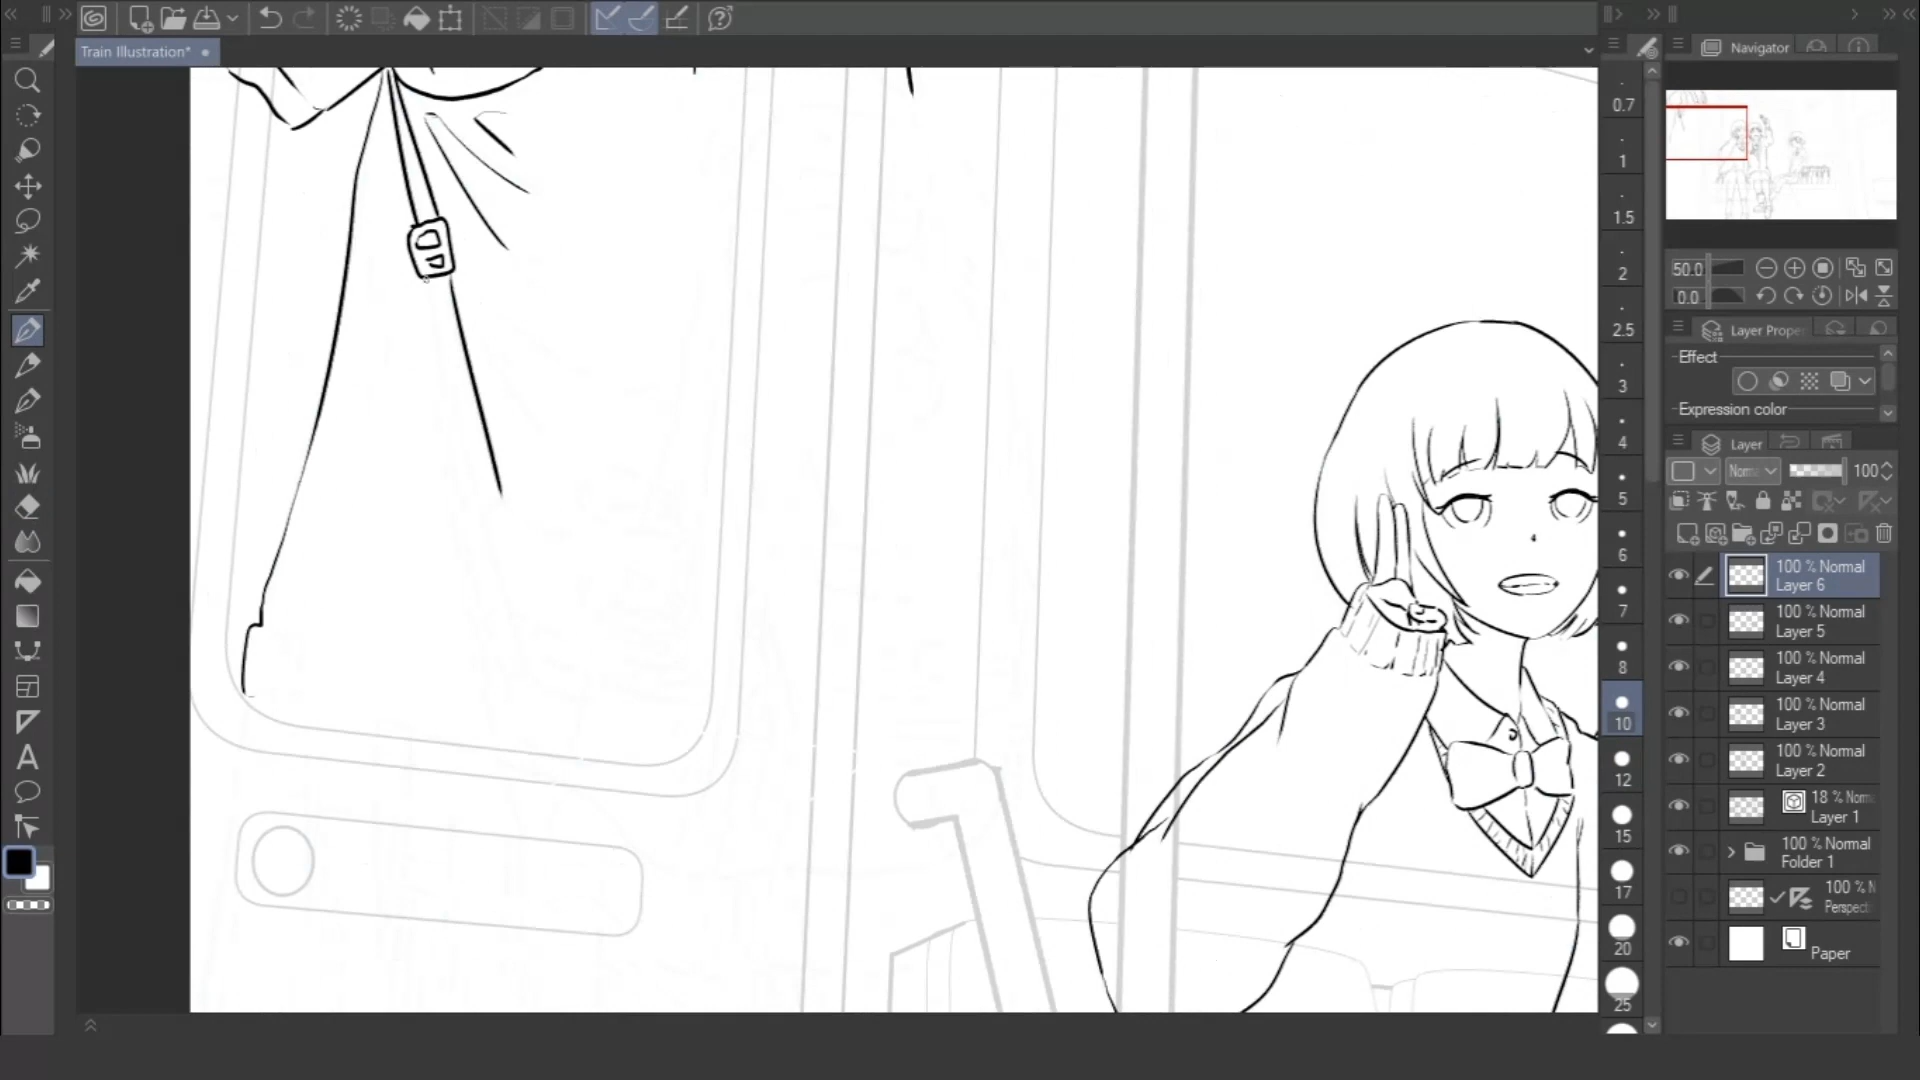 Train Illustration*
Navigator
0.7
1
1.5
2
2.5
3
4
5
6
7
8
10
12
15
17
20
25
50.0
0.0
Layer Prope
Effect
Expression color
Layer
Norm
100
100 % Normal
Layer 6
100 % Normal
Layer 5
100 % Normal
Layer 4
100 % Normal
Layer 3
100 % Normal
Layer 2
18 % Norm
Layer 1
100 % Normal
Folder 1
100 % N
Perspecti
Paper
A